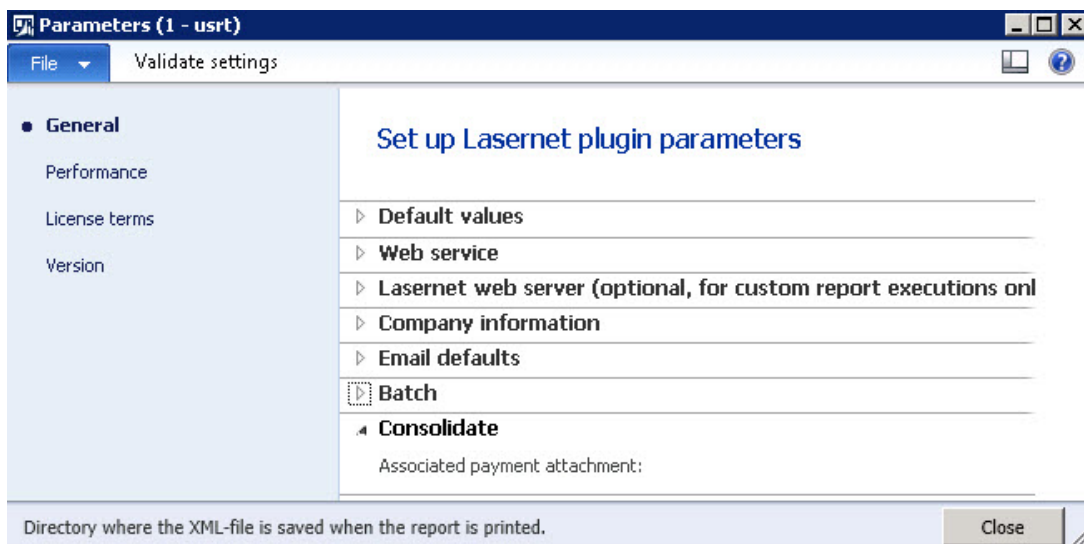 Parameters (1 - usrt)
File
Validate settings
General
Performance
License terms
Version
Set up Lasernet plugin parameters
Default values
Web service
Lasernet web server (optional, for custom report executions onl
Company information
Email defaults
Batch
Consolidate
Associated payment attachment:
Directory where the XML-file is saved when the report is printed.
Close